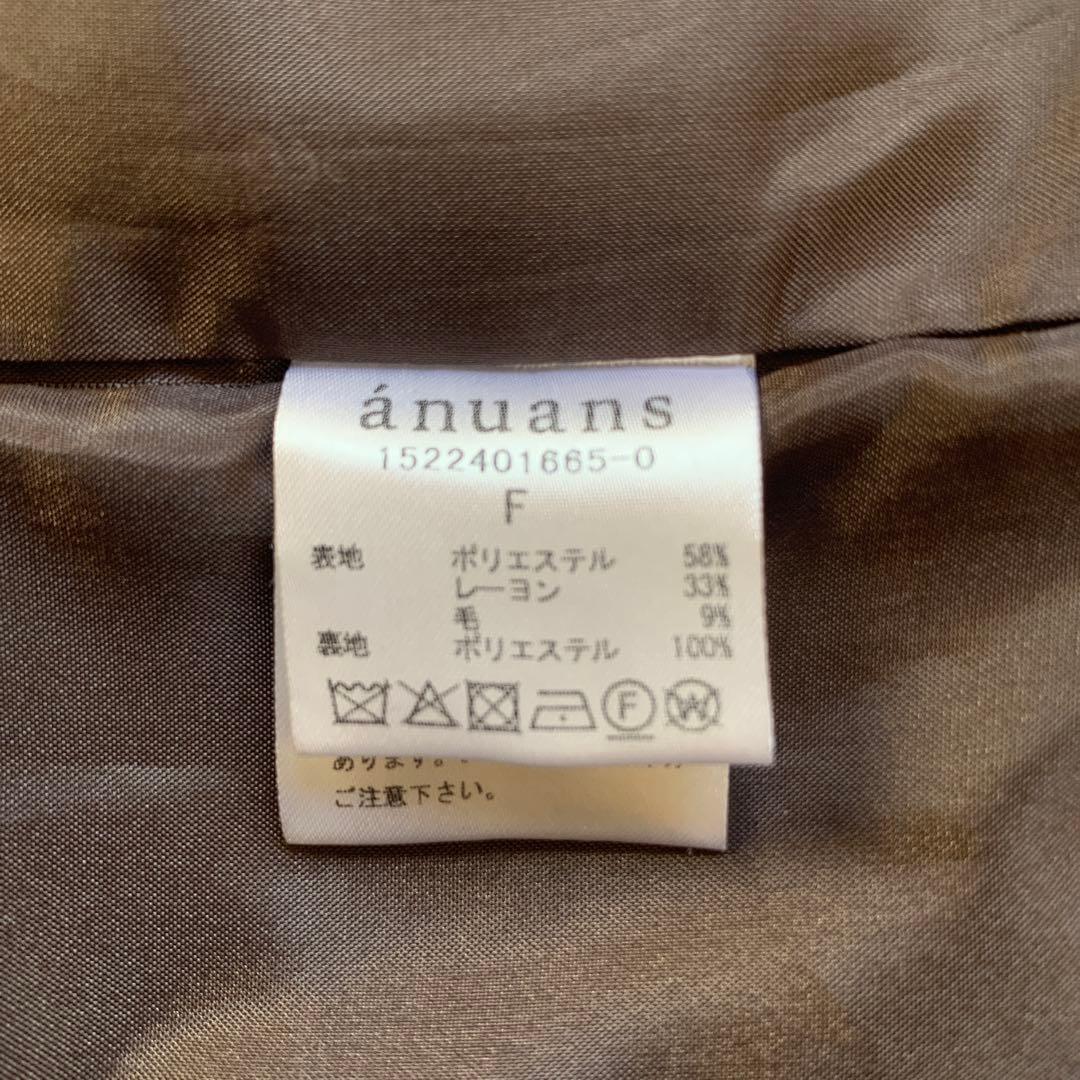 ánuans
1522401665-0
F
表地 ポリエステル 58%
レーヨン 33%
毛 9%
裏地 ポリエステル 100%
F W
あります。
ご注意下さい。